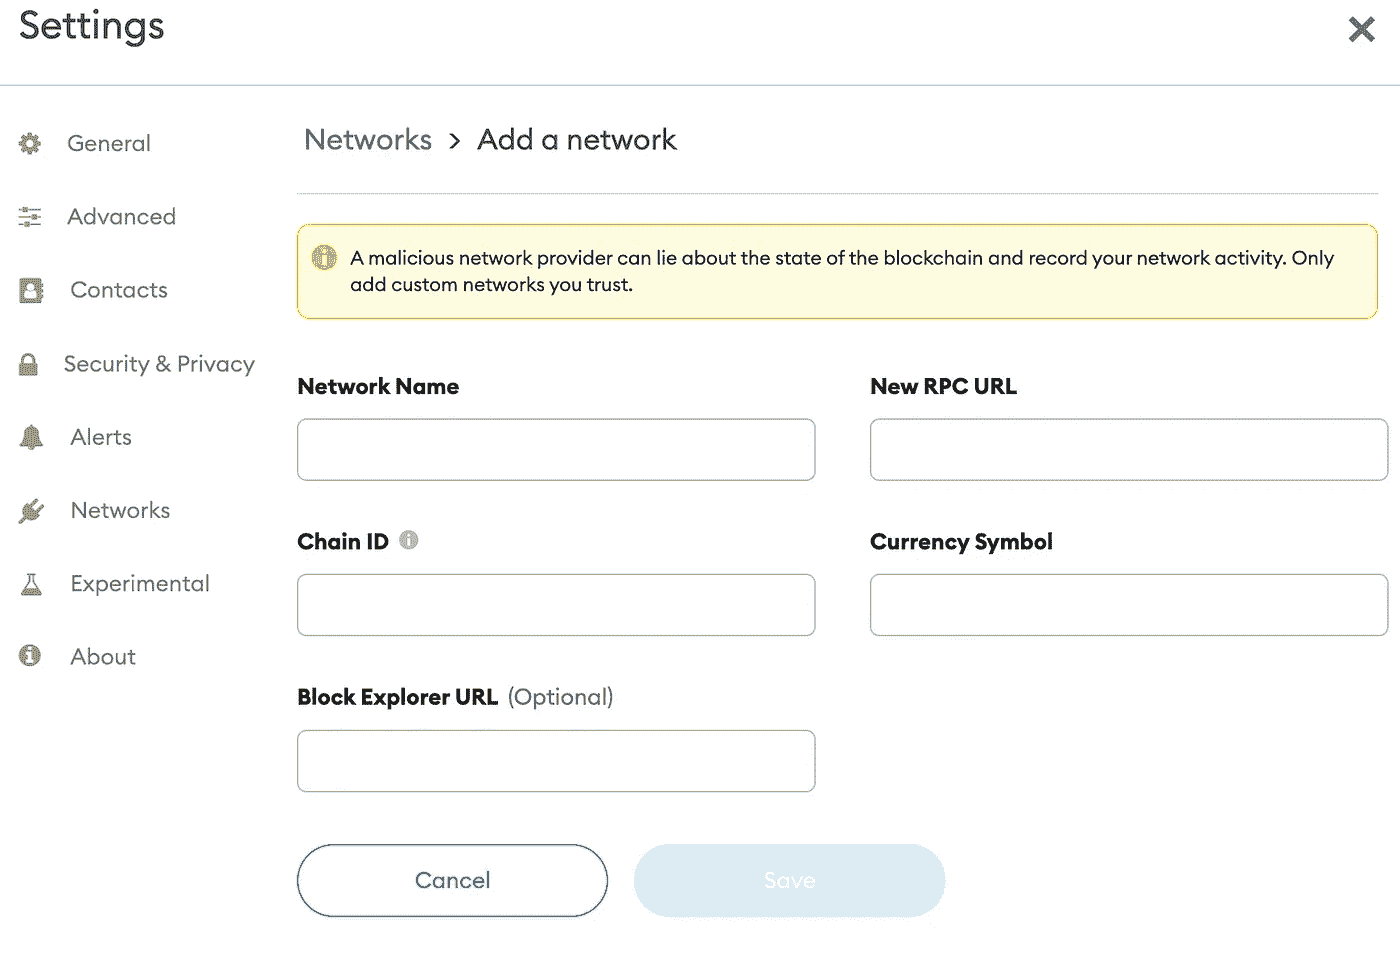 Settings
General
Advanced
Contacts
Security & Privacy
Alerts
Networks
Experimental
About
Networks > Add a network
A malicious network provider can lie about the state of the blockchain and record your network activity. Only
add custom networks you trust.
Network Name
New RPC URL
Chain ID
Currency Symbol
Block Explorer URL (Optional)
Cancel
Save